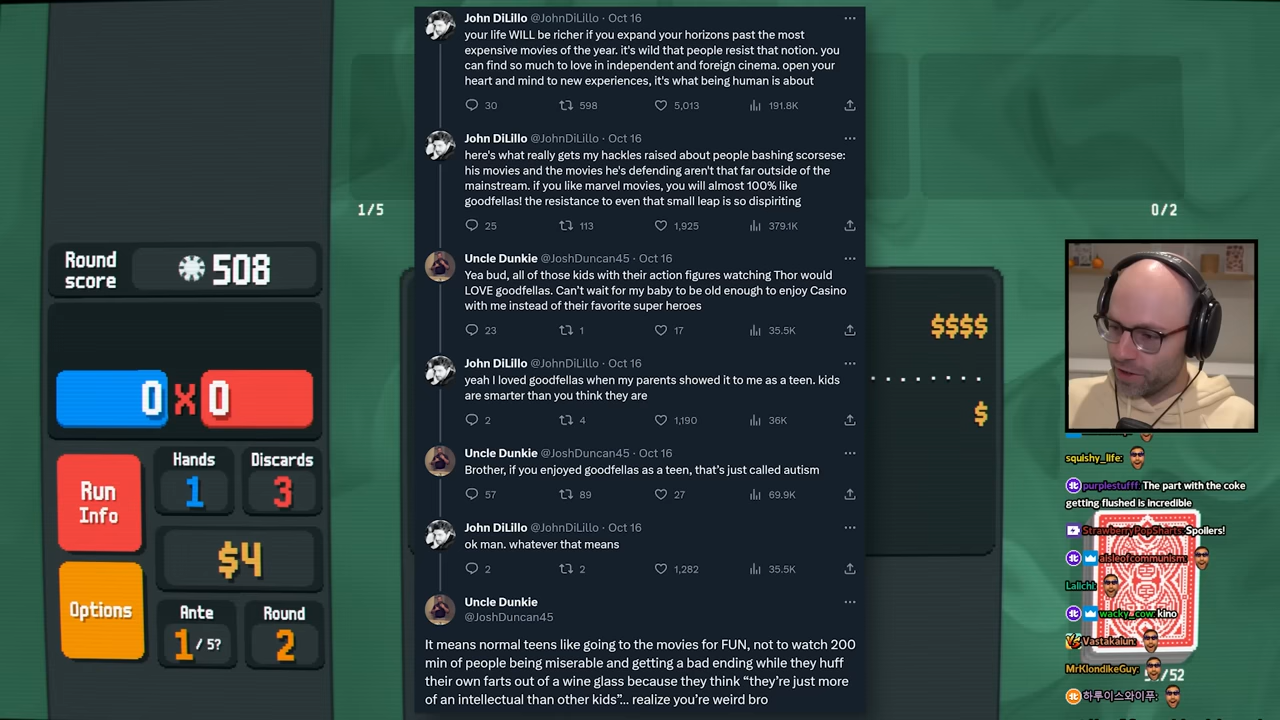 John DiLillo @JohnDiLillo · Oct 16
your life WILL be richer if you expand your horizons past the most
expensive movies of the year. it's wild that people resist that notion. you
can find so much to love in independent and foreign cinema. open your
heart and mind to new experiences, it's what being human is about
30 598 5,013 191.8K
John DiLillo @JohnDiLillo · Oct 16
here's what really gets my hackles raised about people bashing scorsese:
his movies and the movies he's defending aren't that far outside of the
mainstream. if you like marvel movies, you will almost 100% like
goodfellas! the resistance to even that small leap is so dispiriting
25 113 1,925 379.1K
Uncle Dunkie @JoshDuncan45 · Oct 16
Yea bud, all of those kids with their action figures watching Thor would
LOVE goodfellas. Can't wait for my baby to be old enough to enjoy Casino
with me instead of their favorite super heroes
23 1 17 35.5K
John DiLillo @JohnDiLillo · Oct 16
yeah I loved goodfellas when my parents showed it to me as a teen. kids
are smarter than you think they are
2 4 1,190 36K
Uncle Dunkie @JoshDuncan45 · Oct 16
Brother, if you enjoyed goodfellas as a teen, that's just called autism
57 89 27 69.9K
John DiLillo @JohnDiLillo · Oct 16
ok man. whatever that means
2 2 1,282 35.5K
Uncle Dunkie
@JoshDuncan45
It means normal teens like going to the movies for FUN, not to watch 200
min of people being miserable and getting a bad ending while they huff
their own farts out of a wine glass because they think “they're just more
of an intellectual than other kids”... realize you're weird bro
Round
score
508
0 X 0
Run
Info
Hands
1
Discards
3
$4
Options
Ante
1/5?
Round
2
1/5
0/2
$$$$
$
squishy_life:
purplestufff: The part with the coke
getting flushed is incredible
StrawberryPopSharts: Spoilers!
aisleofcommunism:
Lalichi:
wacky_cow: kino
Vastakalun:
MrKlondikeGuy:
/52
하루이스와이푸: